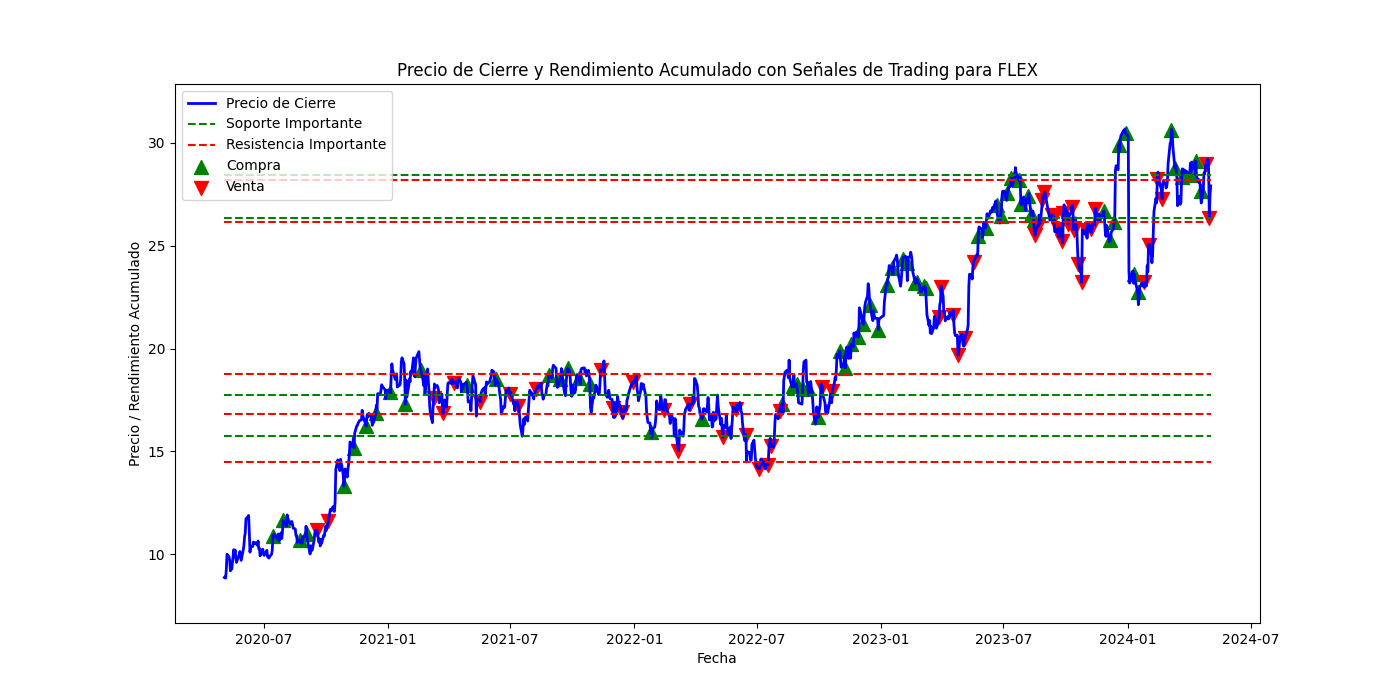 Precio de Cierre y Rendimiento Acumulado con Señales de Trading para FLEX
Precio de Cierre
Soporte Importante
Resistencia Importante
Compra
Venta
Precio / Rendimiento Acumulado
30
25
20
15
10
2020-07
2021-01
2021-07
2022-01
2022-07
2023-01
2023-07
2024-01
2024-07
Fecha